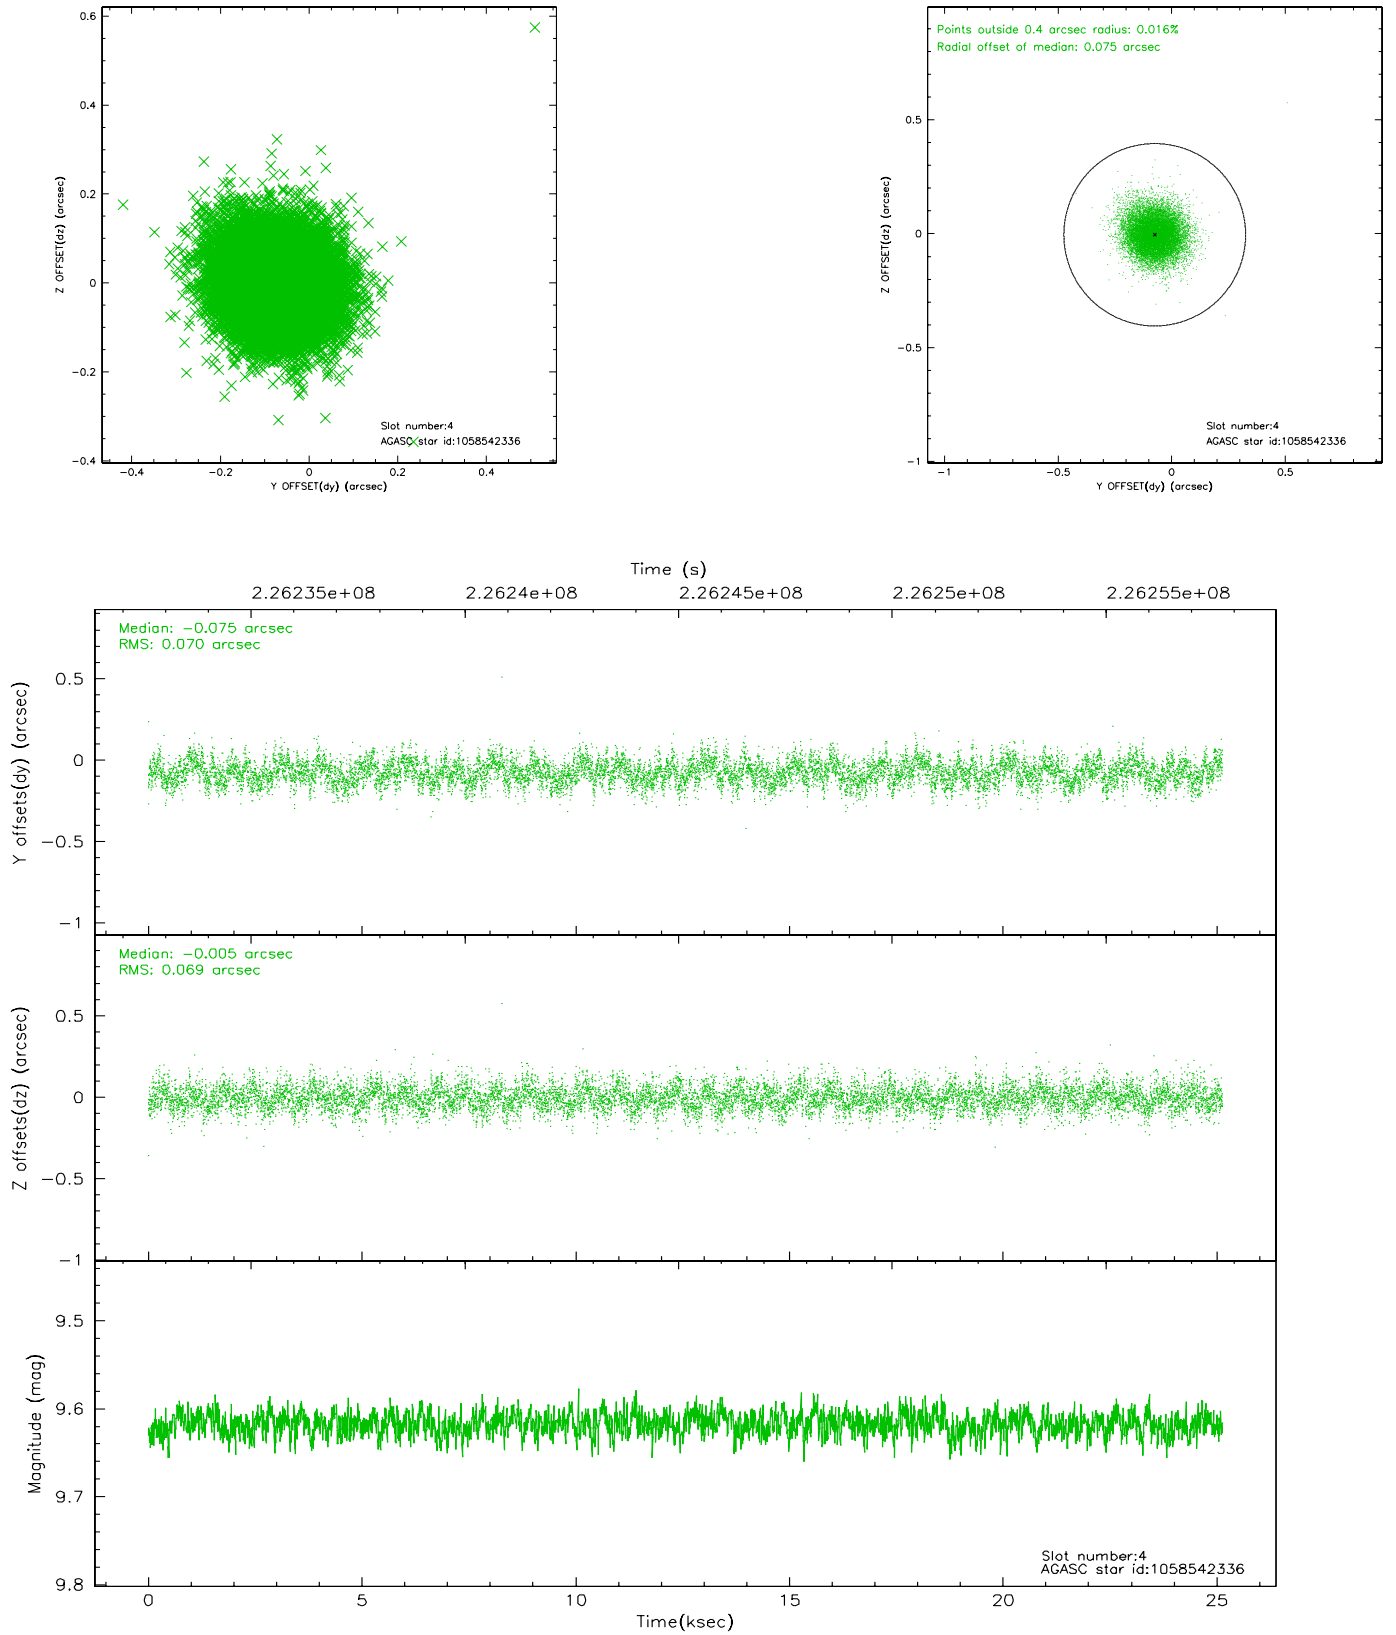 0.6
0.4
0.2
0
−0.2
−0.4
Z OFFSET(dz) (arcsec)
Slot number:4
AGASC star id:1058542336
−0.4 −0.2 0 0.2 0.4
Y OFFSET(dy) (arcsec)
Points outside 0.4 arcsec radius: 0.016%
Radial offset of median: 0.075 arcsec
0.5
0
−0.5
−1
Z OFFSET(dz) (arcsec)
Slot number:4
AGASC star id:1058542336
−1 −0.5 0 0.5
Y OFFSET(dy) (arcsec)
Time (s)
2.26235e+08 2.2624e+08 2.26245e+08 2.2625e+08 2.26255e+08
Median: −0.075 arcsec
RMS: 0.070 arcsec
0.5
0
−0.5
−1
Y offsets(dy) (arcsec)
Median: −0.005 arcsec
RMS: 0.069 arcsec
0.5
0
−0.5
−1
Z offsets(dz) (arcsec)
9.5
9.6
9.7
9.8
Magnitude (mag)
Slot number:4
AGASC star id:1058542336
0 5 10 15 20 25
Time(ksec)